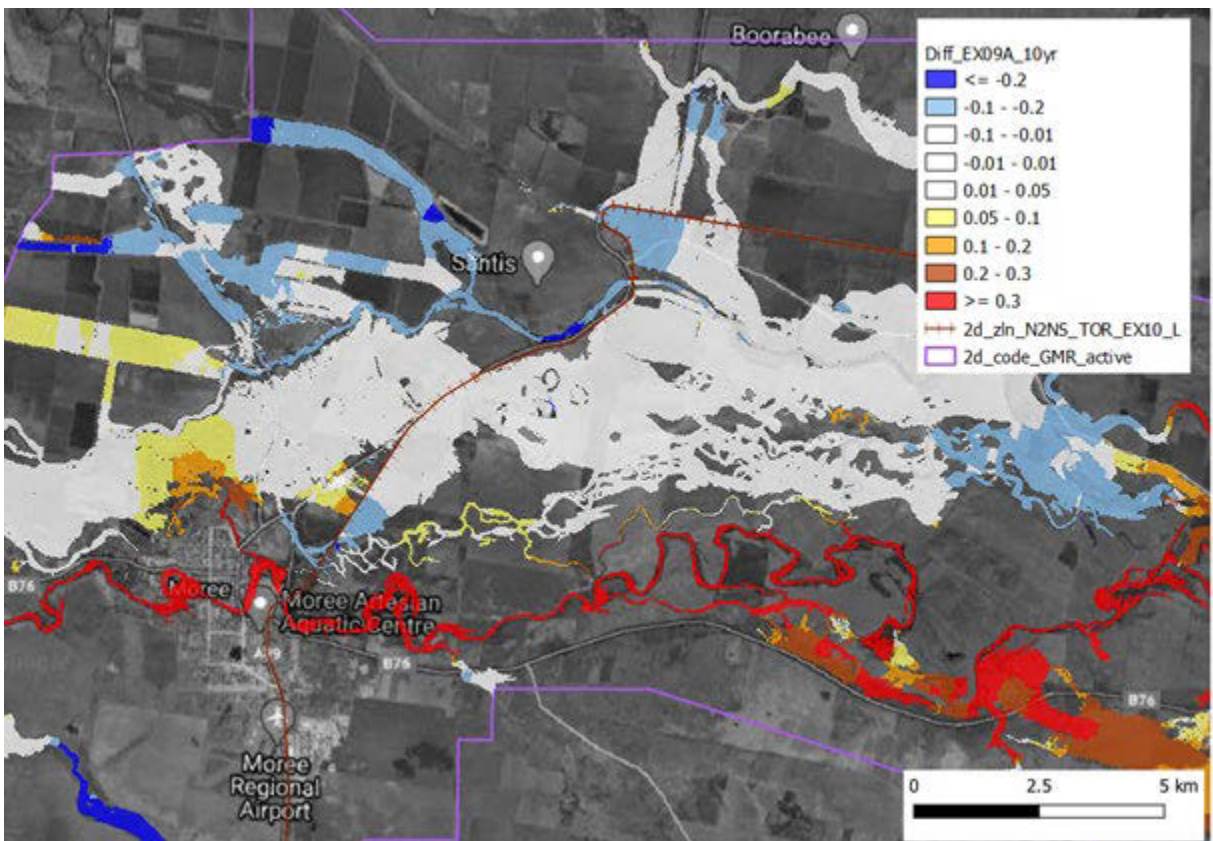 Boorabee
Diff_EX09A_10yr
<= -0.2
-0.1 - -0.2
-0.1 - -0.01
-0.01 - 0.01
0.01 - 0.05
0.05 - 0.1
0.1 - 0.2
0.2 - 0.3
>= 0.3
2d_zln_N2NS_TOR_EX10_L
2d_code_GMR_active
Santis
B76
Moree
Moree Artesian
Aquatic Centre
A39
B76
B76
Moree
Regional
Airport
0 2.5 5 km